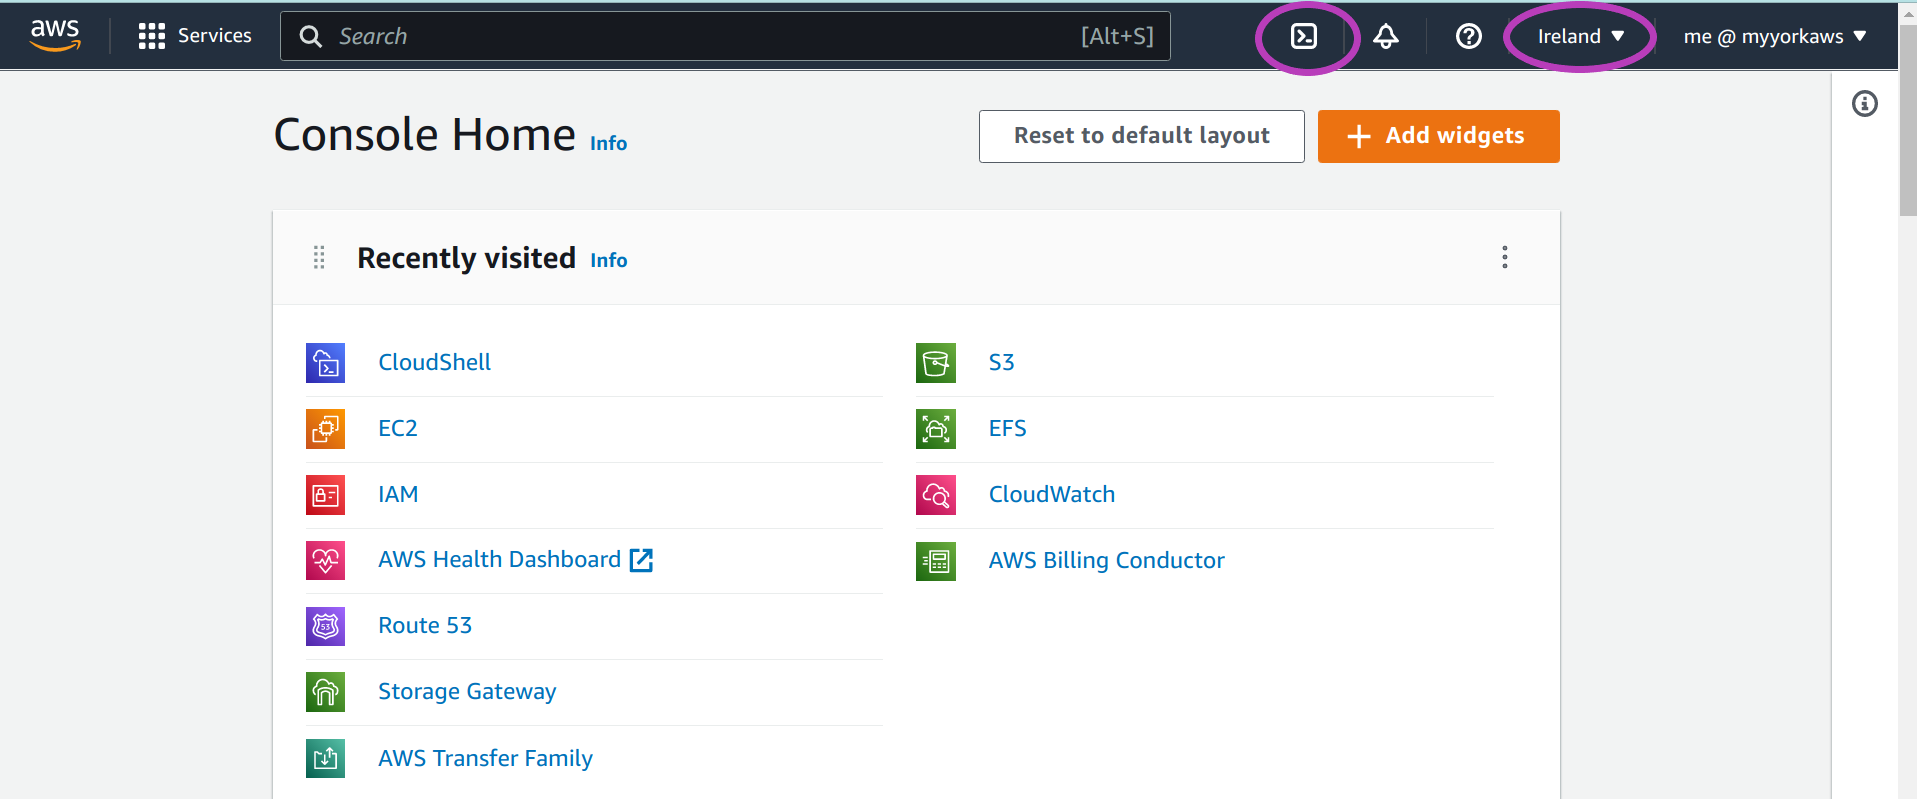 aws Services Search [Alt+S] Ireland me @ myyorkaws
Console Home Info Reset to default layout Add widgets
Recently visited Info
CloudShell S3
EC2 EFS
IAM CloudWatch
AWS Health Dashboard AWS Billing Conductor
Route 53
Storage Gateway
AWS Transfer Family